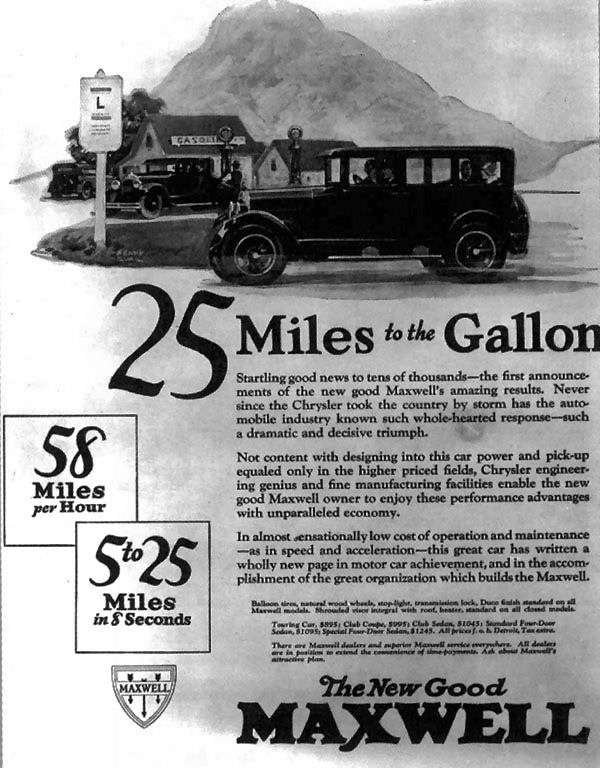 L
GASOLI
FRANK
QUAIL
25 Miles to the Gallon
Startling good news to tens of thousands—the first announce-
ments of the new good Maxwell's amazing results. Never
since the Chrysler took the country by storm has the auto-
mobile industry known such whole-hearted response—such
a dramatic and decisive triumph.
Not content with designing into this car power and pick-up
equaled only in the higher priced fields, Chrysler engineer-
ing genius and fine manufacturing facilities enable the new
good Maxwell owner to enjoy these performance advantages
with unparalleled economy.
In almost sensationally low cost of operation and maintenance
—as in speed and acceleration—this great car has written a
wholly new page in motor car achievement, and in the accom-
plishment of the great organization which builds the Maxwell.
58
Miles
per Hour
5 to 25
Miles
in 8 Seconds
Balloon tires, natural wood wheels, stop-light, transmission lock, Duco finish standard on all
Maxwell models. Shrouded visor integral with roof, heater, standard on all closed models.
Touring Car, $895; Club Coupe, $995; Club Sedan, $1045; Standard Four-Door
Sedan, $1095; Special Four-Door Sedan, $1245. All prices f. o. b. Detroit, Tax extra.
There are Maxwell dealers and superior Maxwell service everywhere. All dealers
are in position to extend the convenience of time-payments. Ask about Maxwell's
attractive plan.
MAXWELL
The New Good
MAXWELL